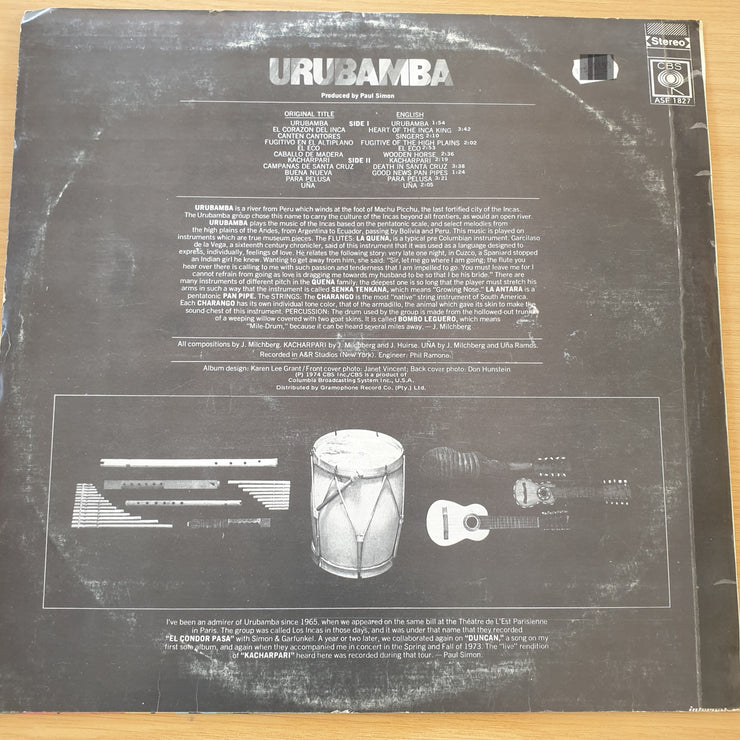 Stereo
CBS
ASF 1827
URUBAMBA
Produced by Paul Simon
ORIGINAL TITLE ENGLISH
URUBAMBA SIDE I URUBAMBA 1:54
EL CORAZON DEL INCA HEART OF THE INCA KING 3:42
CANTEN CANTORES SINGERS 2:10
FUGITIVO EN EL ALTIPLANO FUGITIVE OF THE HIGH PLAINS 2:02
EL ECO EL ECO 2:53
CABALLO DE MADERA WOODEN HORSE 2:36
KACHARPARI SIDE II KACHARPARI 2:19
CAMPANAS DE SANTA CRUZ DEATH IN SANTA CRUZ 3:38
BUENA NUEVA GOOD NEWS PAN PIPES 1:24
PARA PELUSA PARA PELUSA 3:21
UÑA UÑA 2:05
URUBAMBA is a river from Peru which winds at the foot of Machu Picchu, the last fortified city of the Incas.
The Urubamba group chose this name to carry the culture of the Incas beyond all frontiers, as would an open river.
URUBAMBA plays the music of the Incas based on the pentatonic scale, and select melodies from
the high plains of the Andes, from Argentina to Ecuador, passing by Bolivia and Peru. This music is played on
instruments which are true museum pieces. The FLUTES: LA QUENA, is a typical pre Columbian instrument. Garcilaso
de la Vega, a sixteenth century chronicler, said of this instrument that it was used as a language designed to
express, individually, feelings of love. He relates the following story: very late one night, in Cuzco, a Spaniard stopped
an Indian girl he knew. Wanting to get away from him, she said: "Sir, let me go where I am going; the flute you
hear over there is calling to me with such passion and tenderness that I am impelled to go. You must leave me for I
cannot refrain from going as love is dragging me towards my husband to be so that I be his bride." There are
many instruments of different pitch in the QUENA family; the deepest one is so long that the player must stretch his
arms in such a way that the instrument is called SENKA TENKANA, which means "Growing Nose." LA ANTARA is a
pentatonic PAN PIPE. The STRINGS: The CHARANGO is the most "native" string instrument of South America.
Each CHARANGO has its own individual tone color, that of the armadillo, the animal which gave its skin to make the
sound chest of this instrument. PERCUSSION: The drum used by the group is made from the hollowed-out trunk
of a weeping willow covered with two goat skins. It is called BOMBO LEGUERO, which means
"Mile-Drum," because it can be heard several miles away. — J. Milchberg
All compositions by J. Milchberg. KACHARPARI by J. Milchberg and J. Huirse. UÑA by J. Milchberg and Uña Ramos.
Recorded in A&R Studios (New York). Engineer: Phil Ramone.
Album design: Karen Lee Grant / Front cover photo: Janet Vincent; Back cover photo: Don Hunstein
(P) 1974 CBS Inc./CBS is a product of
Columbia Broadcasting System Inc., U.S.A.
Distributed by Gramophone Record Co. (Pty.) Ltd.
I've been an admirer of Urubamba since 1965, when we appeared on the same bill at the Théatre de L'Est Parisienne
in Paris. The group was called Los Incas in those days, and it was under that name that they recorded
"EL CONDOR PASA" with Simon & Garfunkel. A year or two later, we collaborated again on "DUNCAN," a song on my
first solo album, and again when they accompanied me in concert in the Spring and Fall of 1973. The "live" rendition
of "KACHARPARI" heard here was recorded during that tour. — Paul Simon.